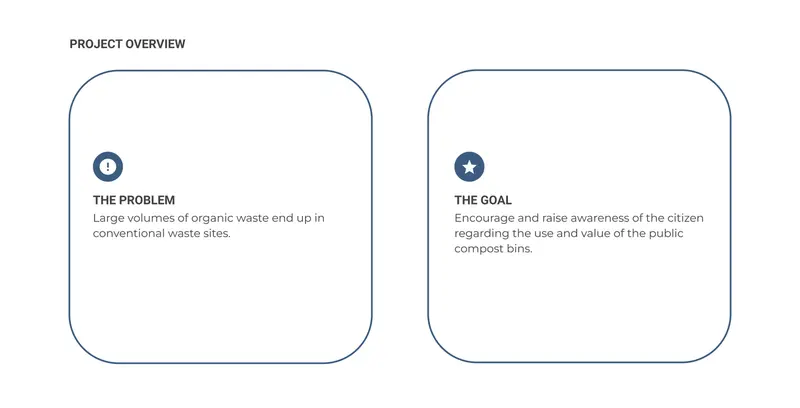 PROJECT OVERVIEW
THE PROBLEM
Large volumes of organic waste end up in
conventional waste sites.
THE GOAL
Encourage and raise awareness of the citizen
regarding the use and value of the public
compost bins.